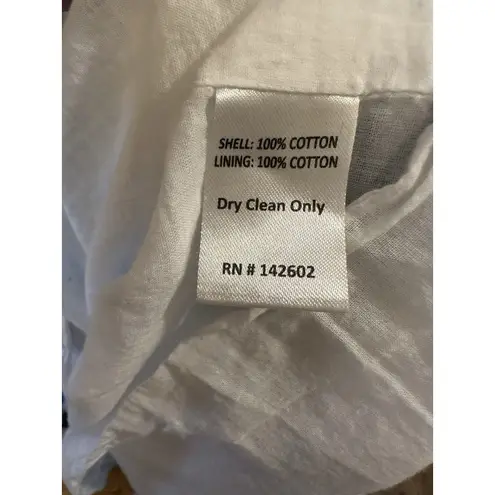 SHELL: 100% COTTON
LINING: 100% COTTON
Dry Clean Only
RN # 142602